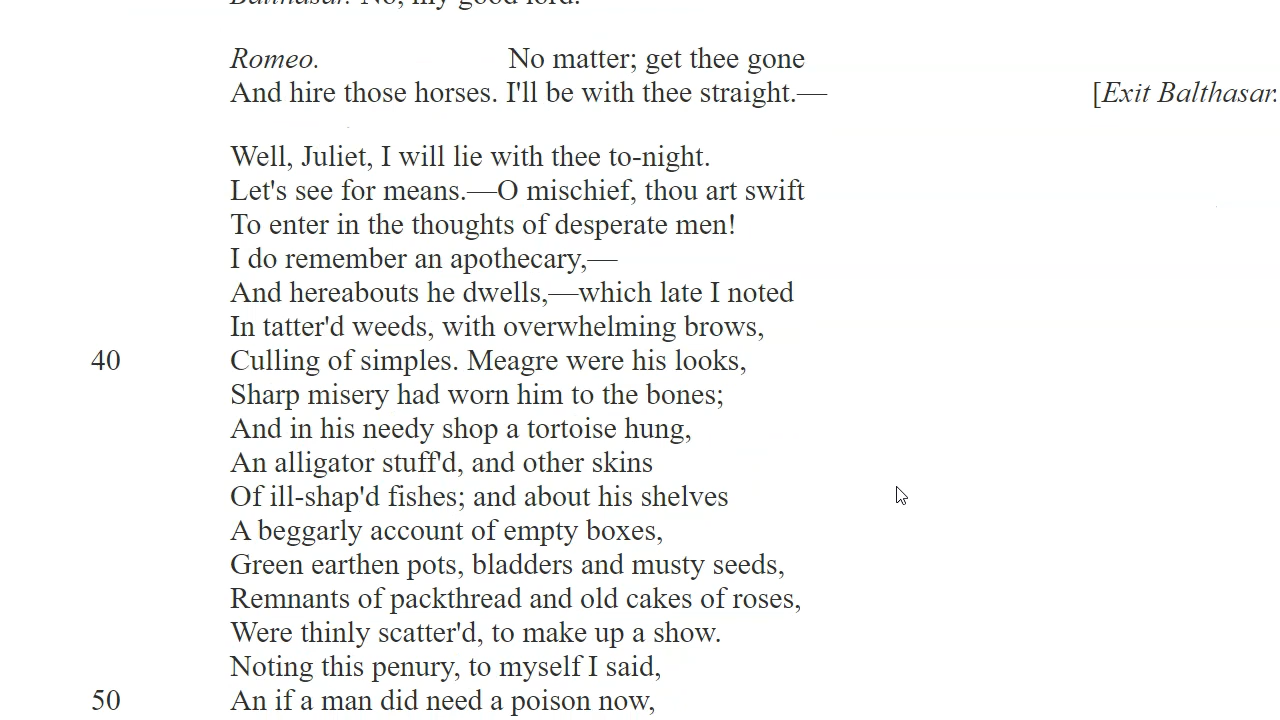 Balthasar. No, my good lord.
Romeo. No matter; get thee gone
And hire those horses. I'll be with thee straight.— [Exit Balthasar.
Well, Juliet, I will lie with thee to-night.
Let's see for means.—O mischief, thou art swift
To enter in the thoughts of desperate men!
I do remember an apothecary,—
And hereabouts he dwells,—which late I noted
In tatter'd weeds, with overwhelming brows,
40 Culling of simples. Meagre were his looks,
Sharp misery had worn him to the bones;
And in his needy shop a tortoise hung,
An alligator stuff'd, and other skins
Of ill-shap'd fishes; and about his shelves
A beggarly account of empty boxes,
Green earthen pots, bladders and musty seeds,
Remnants of packthread and old cakes of roses,
Were thinly scatter'd, to make up a show.
Noting this penury, to myself I said,
50 An if a man did need a poison now,